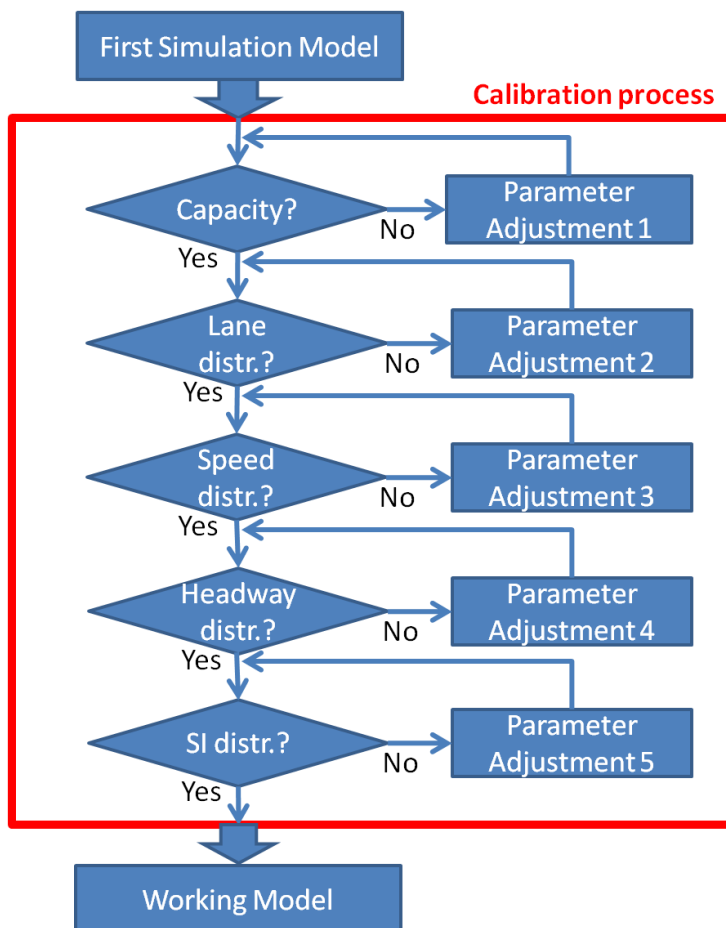 First Simulation Model
Calibration process
Capacity?
No
Parameter
Adjustment 1
Yes
Lane
distr.?
No
Parameter
Adjustment 2
Yes
Speed
distr.?
No
Parameter
Adjustment 3
Yes
Headway
distr.?
No
Parameter
Adjustment 4
Yes
SI distr.?
No
Parameter
Adjustment 5
Yes
Working Model